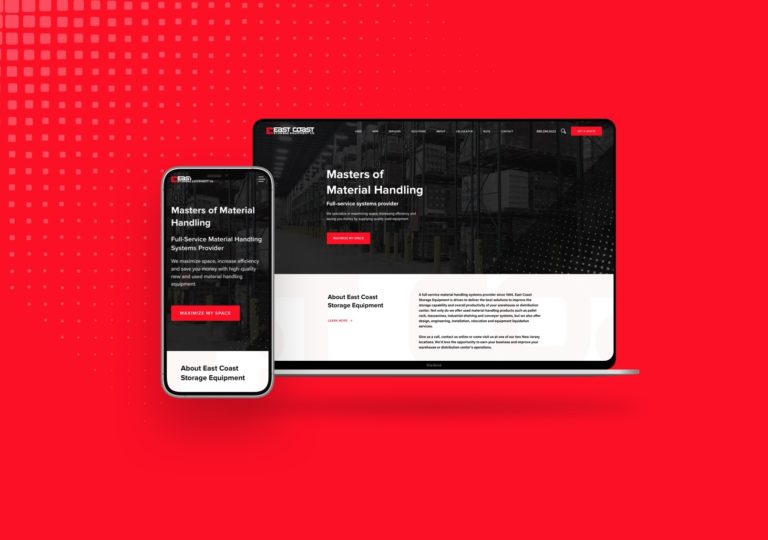 EAST COAST
STORAGE EQUIPMENT CO.
USED
NEW
SERVICES
SOLUTIONS
ABOUT
CALCULATOR
BLOG
CONTACT
GET A QUOTE
Masters of
Material Handling
Full-service systems provider
We specialize in maximizing space, increasing efficiency and
saving you money by supplying quality used equipment.
MAXIMIZE MY SPACE
About East Coast
Storage Equipment
LEARN MORE
A full service material handling systems provider since 1994, East Coast
Storage Equipment is driven to deliver the best solutions to improve the
storage capability and overall productivity of your warehouse or distribution
center. Not only do we offer used material handling products such as pallet
rack, mezzanines, industrial shelving and conveyor systems, but we also offer
design, engineering, installation, relocation and equipment liquidation
services.
Give us a call, contact us online or come visit us at one of our two New Jersey
locations. We'd love the opportunity to earn your business and improve your
warehouse or distribution center's operations.
EAST
Masters of Material
Handling
Full-Service Material Handling
Systems Provider
We maximize space, increase efficiency
and save you money with high-quality
new and used material handling
equipment.
MAXIMIZE MY SPACE
About East Coast
Storage Equipment